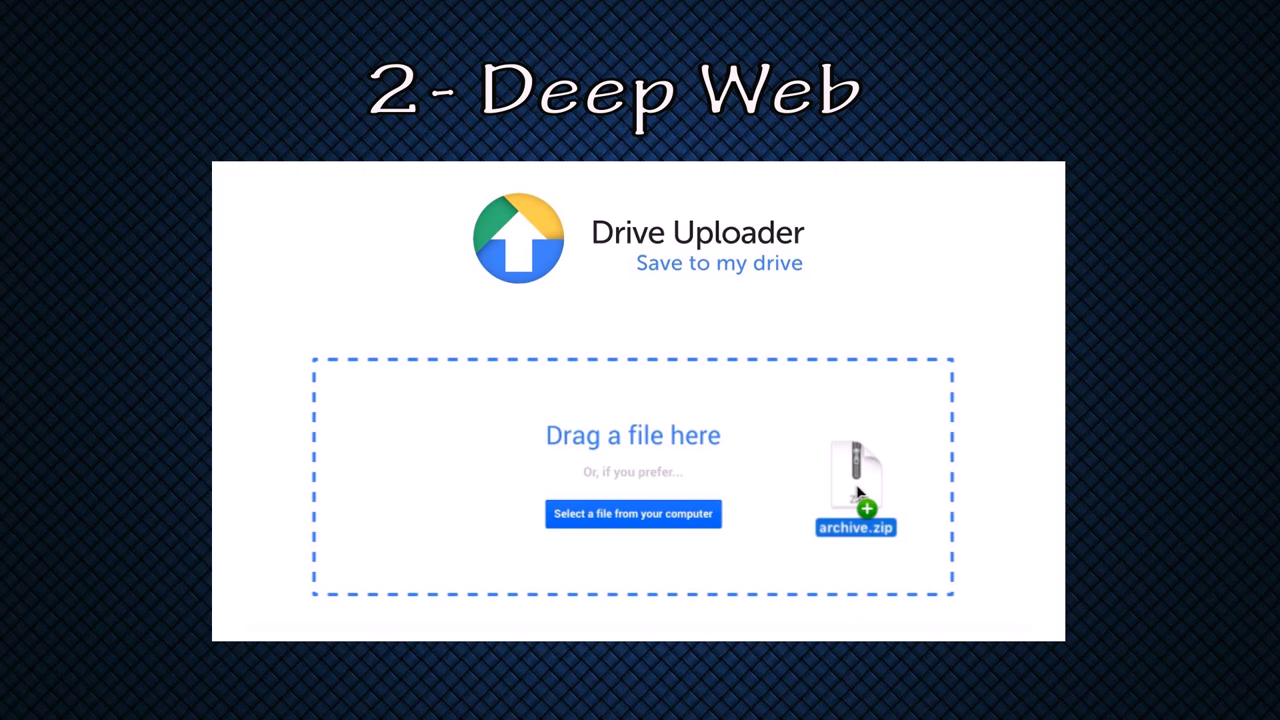 2- Deep Web
Drive Uploader
Save to my drive
Drag a file here
Or, if you prefer...
Select a file from your computer
archive.zip